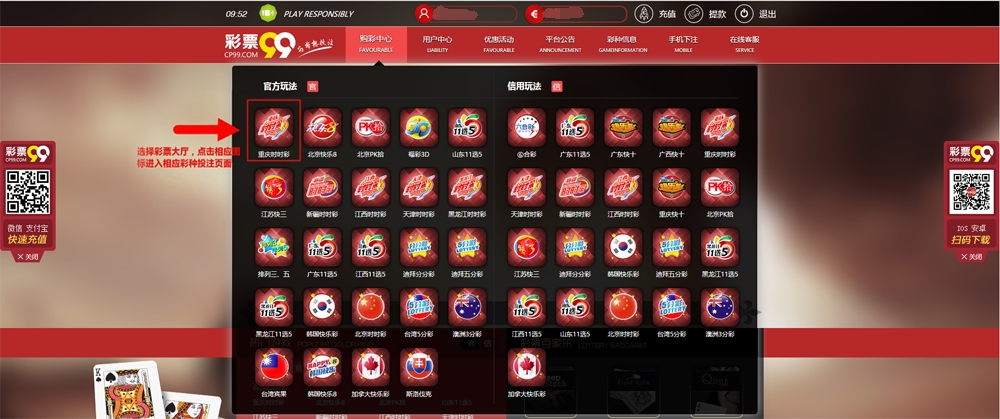 09:52
PLAY RESPONSIBLY
充值
提款
退出
彩票99
CP99.COM
购彩中心
FAVOURABLE
用户中心
LIABILITY
优惠活动
FAVOURABLE
平台公告
ANNOUNCEMENT
彩种信息
GAMEINFORMATION
手机下注
MOBILE
在线客服
SERVICE
官方玩法 官
信用玩法 信
选择彩票大厅，点击相应图
标进入相应彩种投注页面
重庆时时彩 北京快乐8 北京PK拾 福彩3D 山东11选5
江苏快三 新疆时时彩 江西时时彩 天津时时彩 黑龙江时时彩
排列三、五 广东11选5 江西11选5 迪拜分分彩 迪拜五分彩
黑龙江11选5 韩国快乐彩 北京时时彩 台湾5分彩 澳洲3分彩
台湾宾果 韩国快乐8 加拿大快乐彩 斯洛伐克
六合彩 广东11选5 广东快十 广西快十 重庆时时彩
天津时时彩 新疆时时彩 江西时时彩 重庆快十 北京PK拾
江苏快三 迪拜分分彩 韩国快乐彩 迪拜五分彩 黑龙江11选5
江西11选5 山东11选5 北京时时彩 台湾5分彩 澳洲3分彩
加拿大快乐彩
彩票99
CP99.COM
微信 支付宝
快速充值
×关闭
彩票99
CP99.COM
IOS 安卓
扫码下载
×关闭
LOTTERY BACCARAT